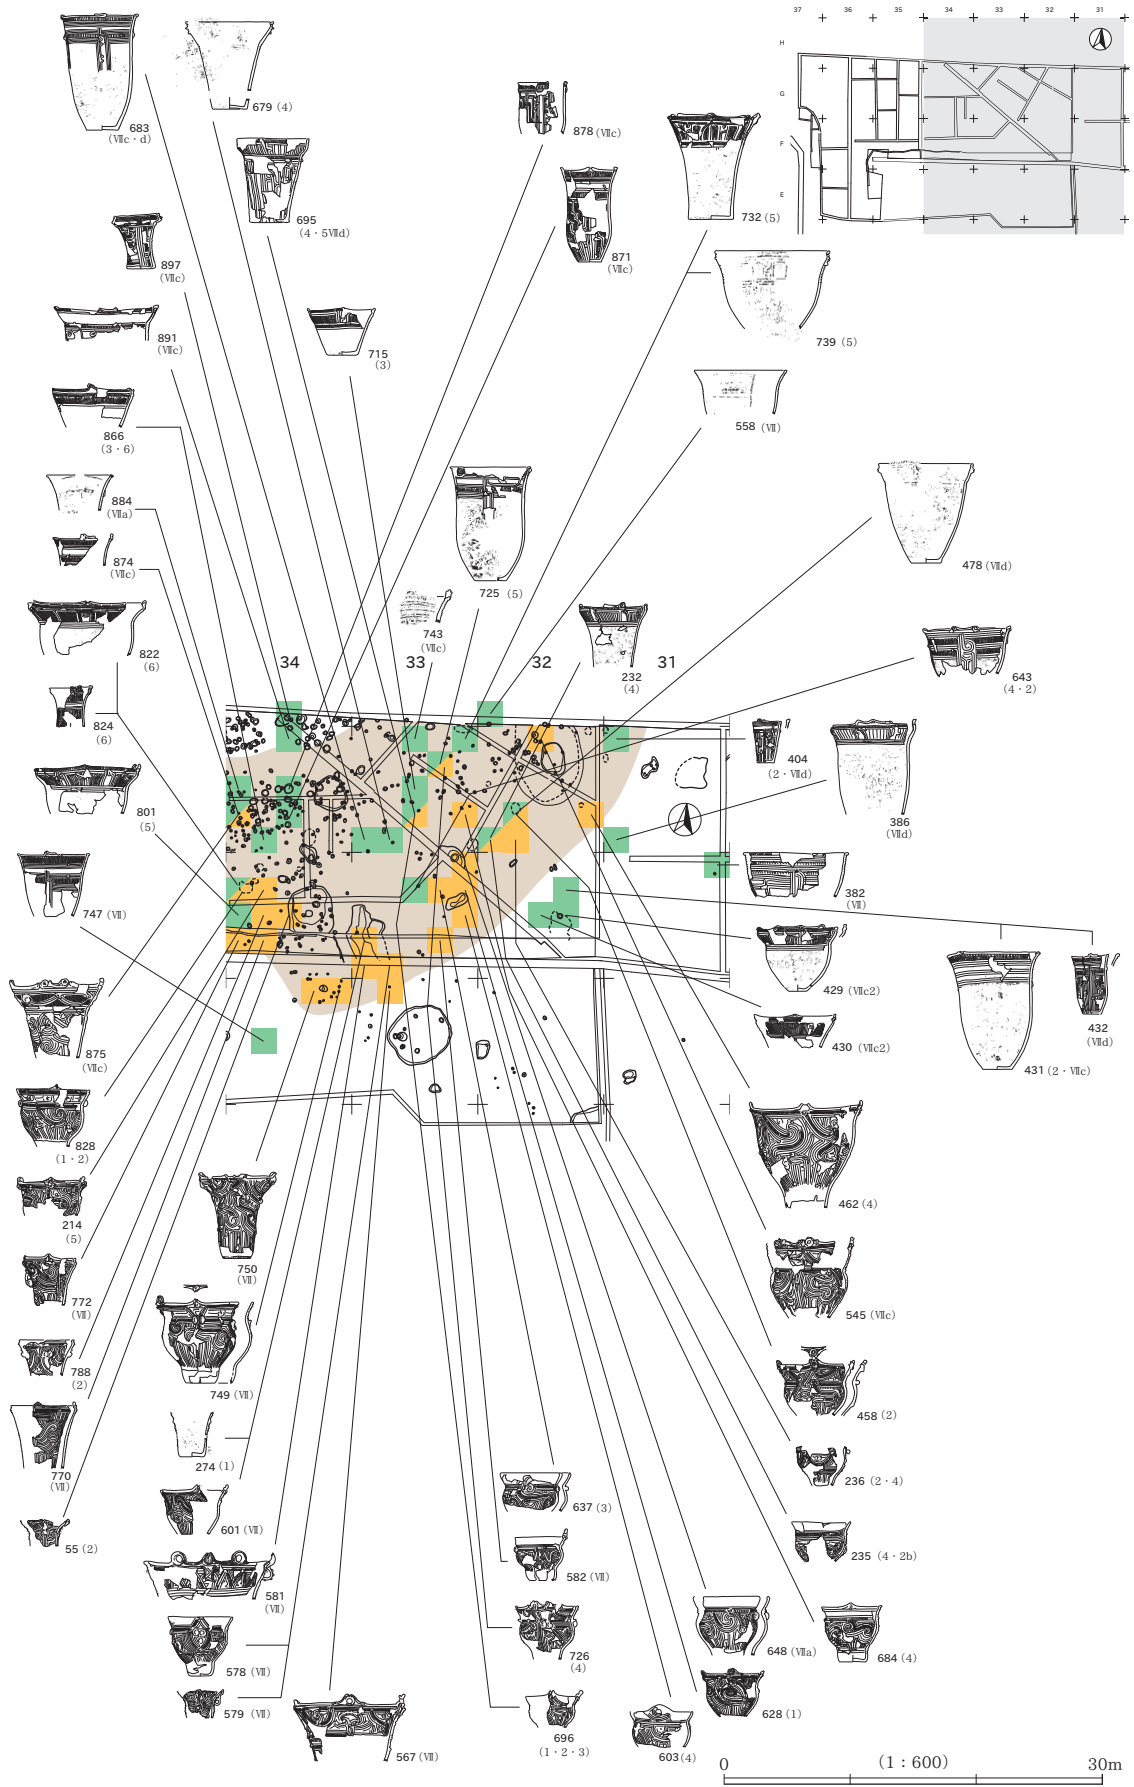 37 36 35 34 33 32 31
H
G
F
E
683
(Ⅶc・d)
679 (4)
878 (Ⅶc)
732 (5)
695
(4・5Ⅶd)
871
(Ⅶc)
897
(Ⅶc)
891
(Ⅶc)
715
(3)
739 (5)
866
(3・6)
558 (Ⅶ)
884
(Ⅶa)
874
(Ⅶc)
725 (5)
478 (Ⅶd)
743
(Ⅶc)
822
(6)
232
(4)
643
(4・2)
34 33 32 31
824
(6)
404
(2・Ⅶd)
801
(5)
386
(Ⅶd)
747 (Ⅶ)
382
(Ⅶ)
429 (Ⅶc2)
430 (Ⅶc2)
431 (2・Ⅶc)
432
(Ⅶd)
875
(Ⅶc)
828
(1・2)
214
(5)
462 (4)
750
(Ⅶ)
772
(Ⅶ)
545 (Ⅶc)
788
(2)
749 (Ⅶ)
458 (2)
770
(Ⅶ)
274 (1)
236 (2・4)
55 (2)
601 (Ⅶ)
637 (3)
235 (4・2b)
581
(Ⅶ)
582 (Ⅶ)
578 (Ⅶ)
726
(4)
648 (Ⅶa)
684 (4)
579 (Ⅶ)
567 (Ⅶ)
696
(1・2・3)
603 (4)
628 (1)
0 (1：600) 30m